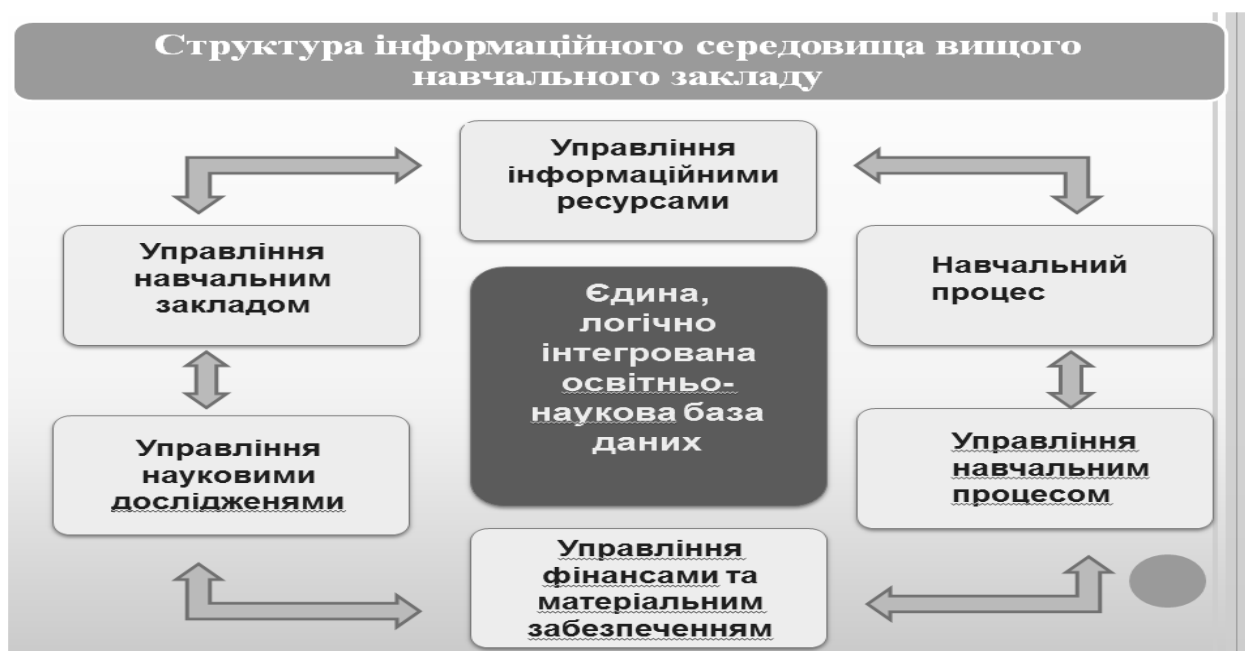 Структура інформаційного середовища вищого
навчального закладу
Управління
інформаційними
ресурсами
Управління
навчальним
закладом
Навчальний
процес
Єдина,
логічно
інтегрована
освітньо-
наукова база
даних
Управління
науковими
дослідженями
Управління
навчальним
процесом
Управління
фінансами та
матеріальним
забезпеченням